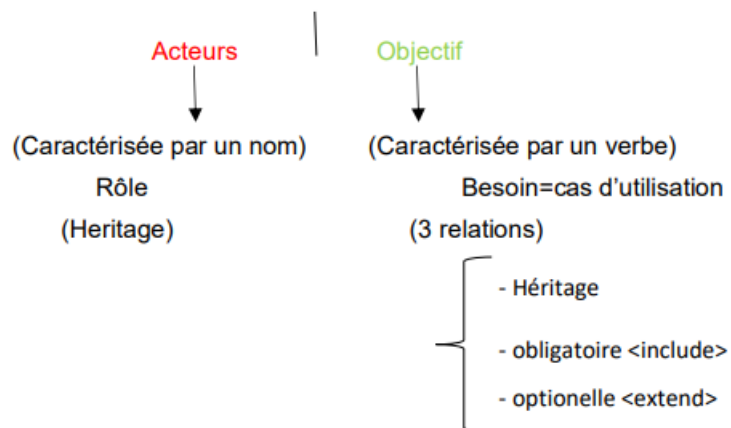 Acteurs Objectif
(Caractérisée par un nom) (Caractérisée par un verbe)
Rôle Besoin=cas d'utilisation
(Heritage) (3 relations)
- Héritage
- obligatoire <include>
- optionelle <extend>